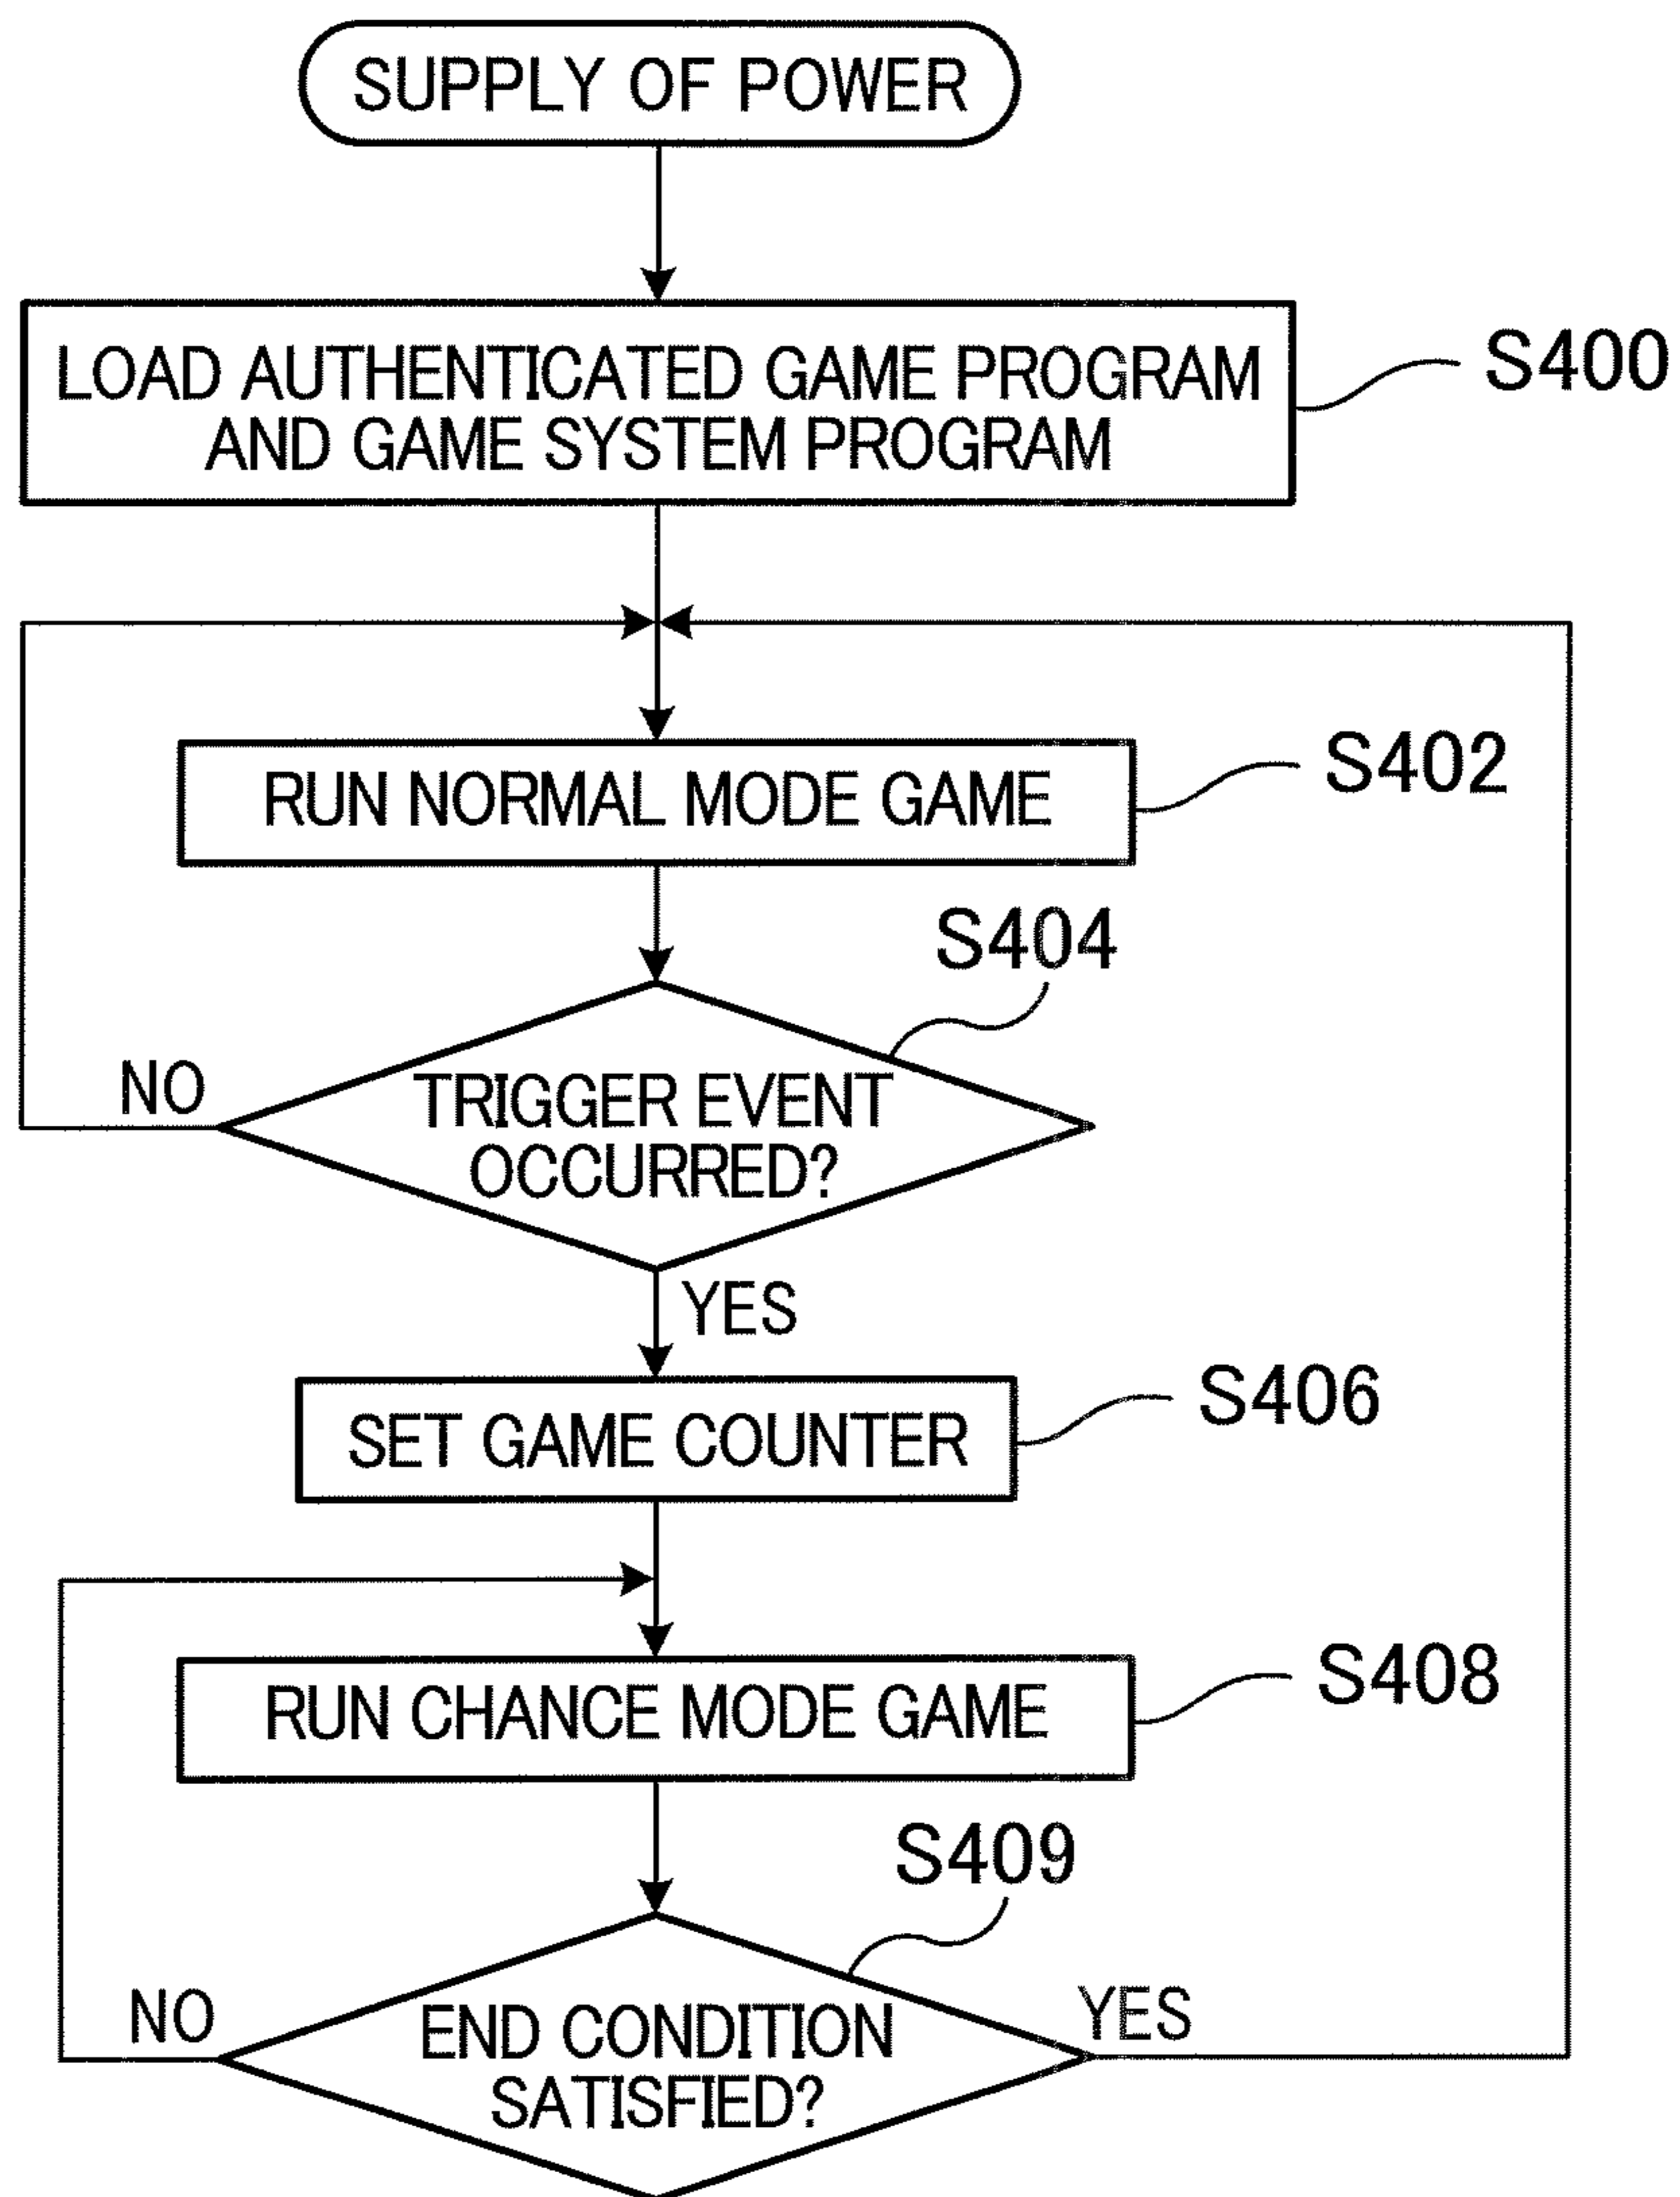 SUPPLY OF POWER
LOAD AUTHENTICATED GAME PROGRAM
AND GAME SYSTEM PROGRAM
S400
RUN NORMAL MODE GAME
S402
S404
TRIGGER EVENT
OCCURRED?
NO
YES
SET GAME COUNTER
S406
RUN CHANCE MODE GAME
S408
S409
END CONDITION
SATISFIED?
NO
YES